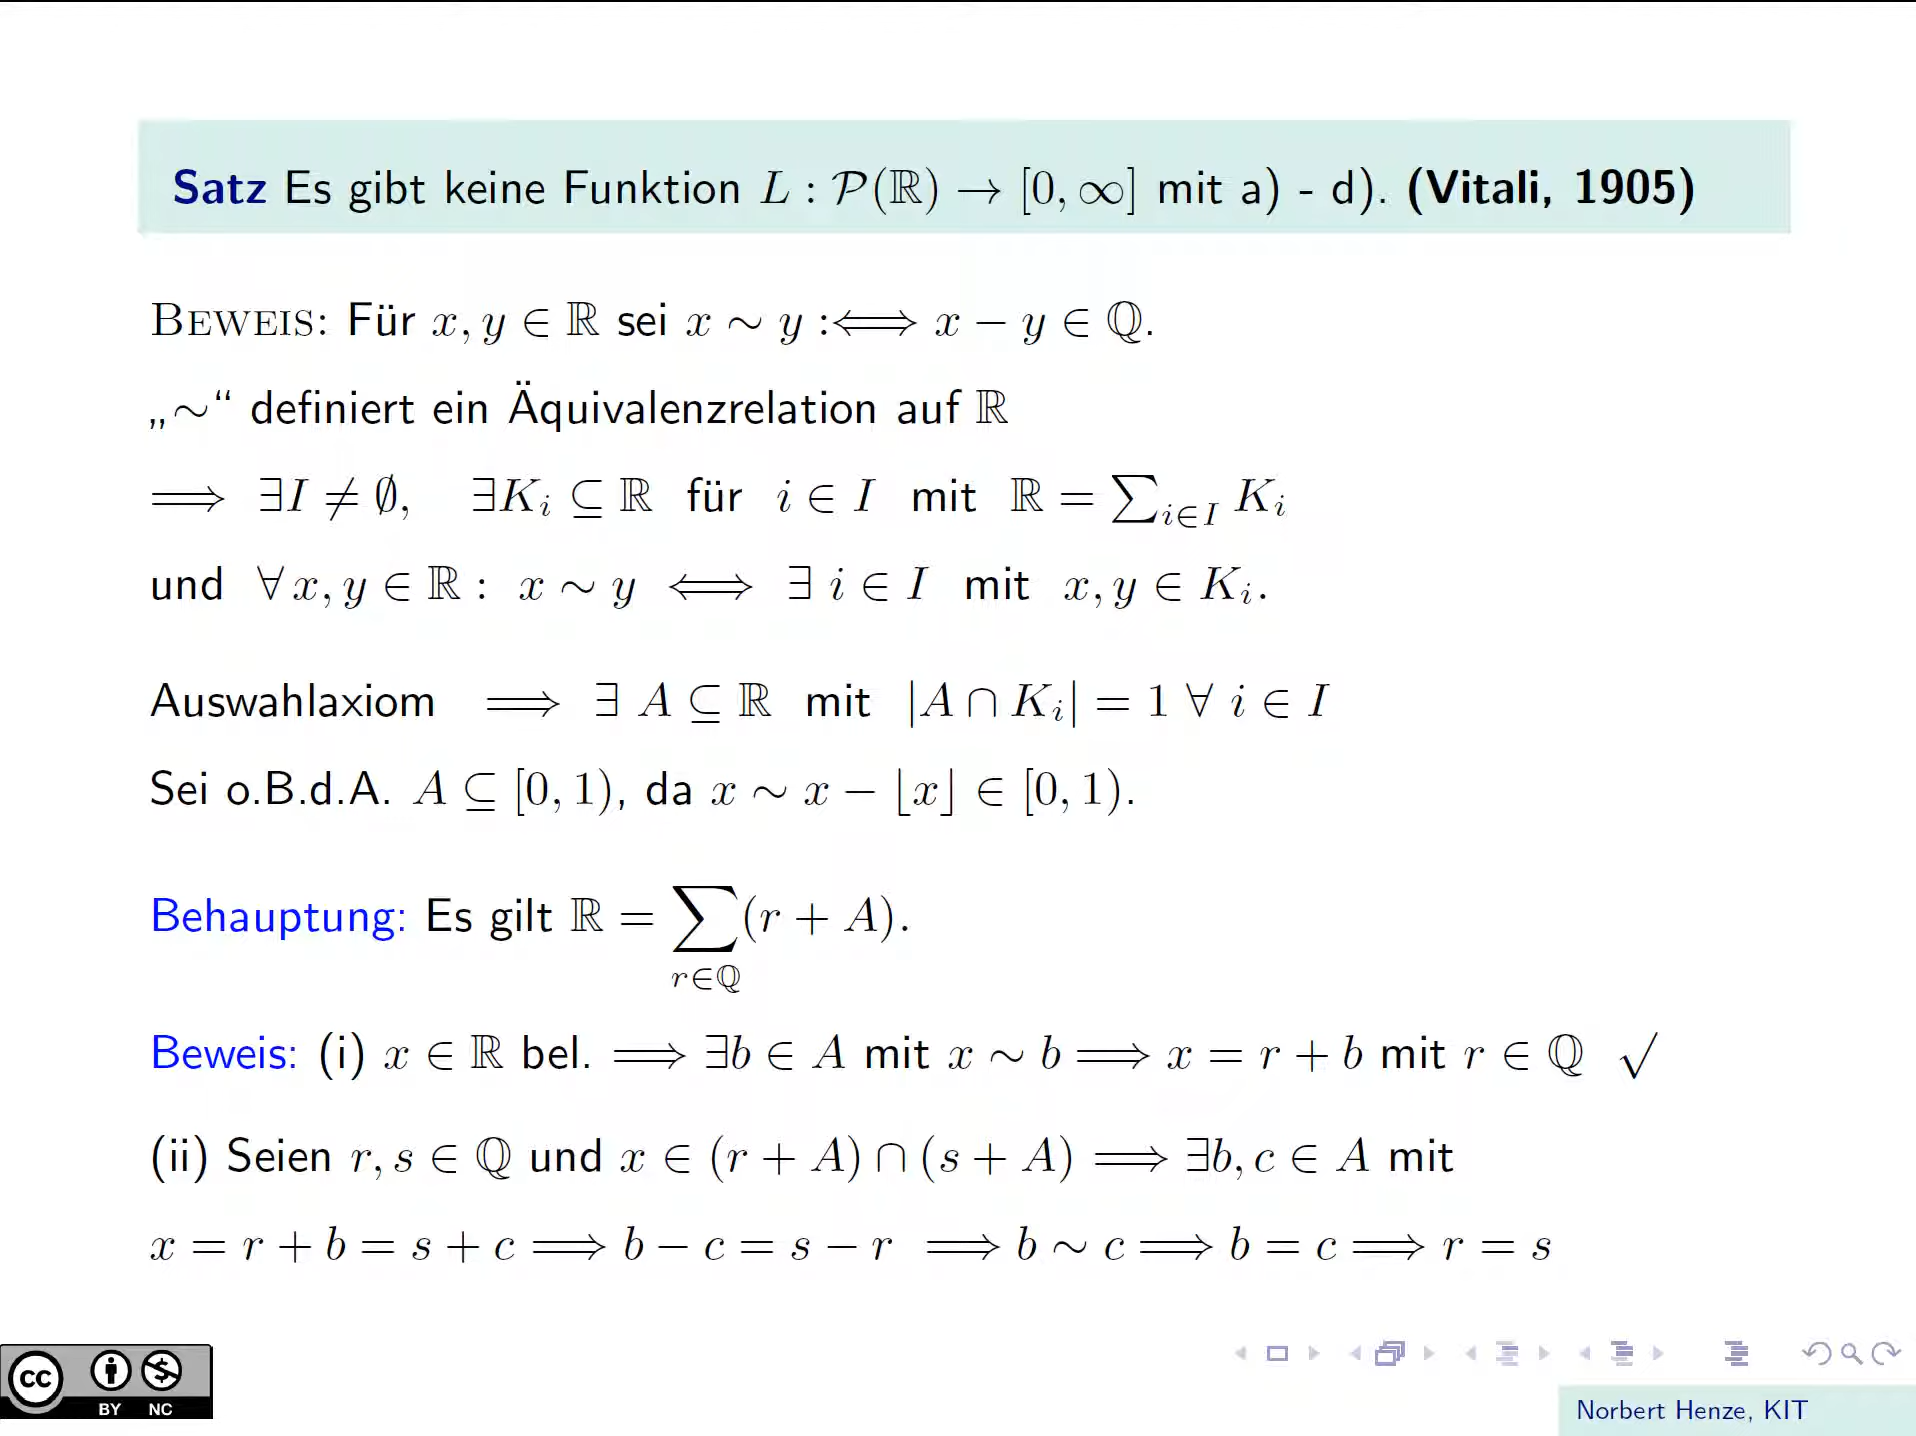 Satz Es gibt keine Funktion L : 𝒫(ℝ) → [0, ∞] mit a) - d). (Vitali, 1905)
Beweis: Für x, y ∈ ℝ sei x ∼ y :⟺ x − y ∈ ℚ.
„∼“ definiert ein Äquivalenzrelation auf ℝ
⟹ ∃I ≠ ∅, ∃K_i ⊆ ℝ für i ∈ I mit ℝ = ∑_{i∈I} K_i
und ∀ x, y ∈ ℝ : x ∼ y ⟺ ∃ i ∈ I mit x, y ∈ K_i.
Auswahlaxiom ⟹ ∃ A ⊆ ℝ mit |A ∩ K_i| = 1 ∀ i ∈ I
Sei o.B.d.A. A ⊆ [0, 1), da x ∼ x − ⌊x⌋ ∈ [0, 1).
Behauptung: Es gilt ℝ = ∑_{r∈ℚ} (r + A).
Beweis: (i) x ∈ ℝ bel. ⟹ ∃b ∈ A mit x ∼ b ⟹ x = r + b mit r ∈ ℚ √
(ii) Seien r, s ∈ ℚ und x ∈ (r + A) ∩ (s + A) ⟹ ∃b, c ∈ A mit
x = r + b = s + c ⟹ b − c = s − r ⟹ b ∼ c ⟹ b = c ⟹ r = s
cc BY NC
Norbert Henze, KIT